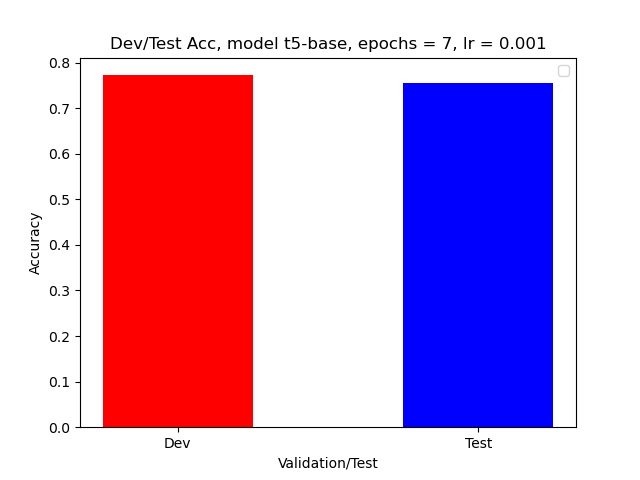 Dev/Test Acc, model t5-base, epochs = 7, lr = 0.001
0.8
0.7
0.6
0.5
0.4
0.3
0.2
0.1
0.0
Accuracy
Dev
Test
Validation/Test